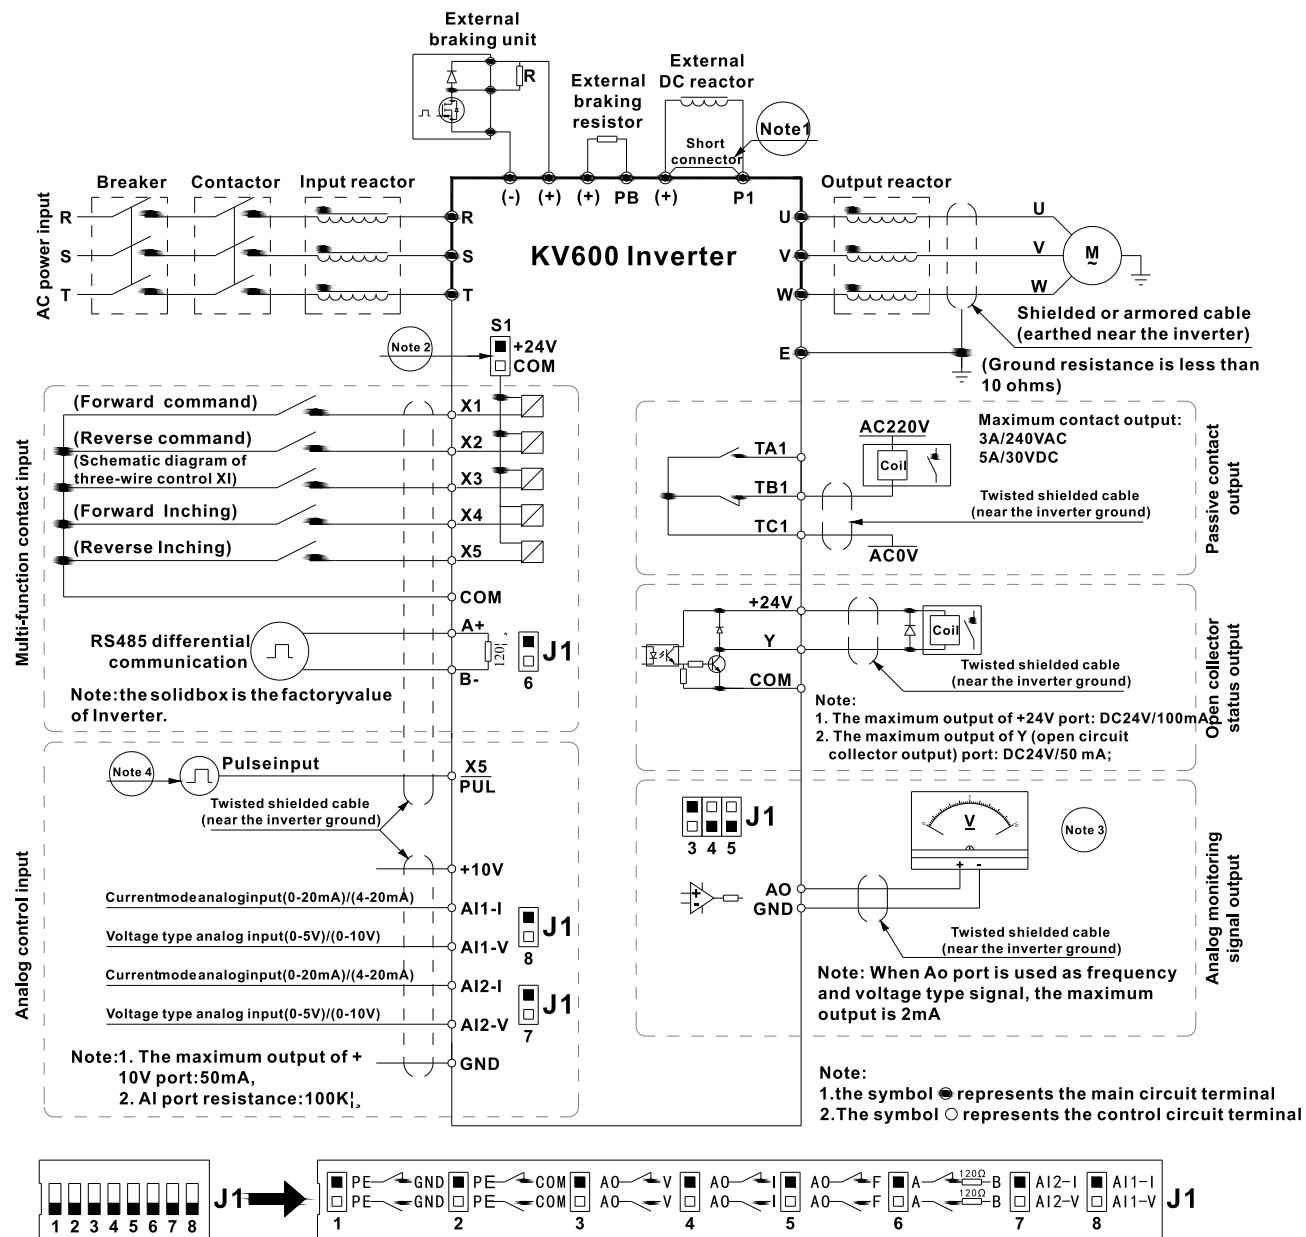 External
braking unit
R
External
braking
resistor
External
DC reactor
Short
connector
Note1
Breaker
Contactor
Input reactor
(-)
(+)
(+)
PB
(+)
P1
Output reactor
AC power input
R
S
T
R
S
T
KV600 Inverter
U
V
W
U
V
W
M
~
E
Shielded or armored cable
(earthed near the inverter)
(Ground resistance is less than
10 ohms)
Note 2
S1
+24V
COM
Multi-function contact input
(Forward command)
X1
(Reverse command)
X2
(Schematic diagram of
three-wire control XI)
X3
(Forward Inching)
X4
(Reverse Inching)
X5
COM
RS485 differential
communication
A+
B-
120¦¸
J1
6
Note:the solidbox is the factoryvalue
of Inverter.
Passive contact
output
TA1
TB1
TC1
AC220V
Coil
AC0V
Maximum contact output:
3A/240VAC
5A/30VDC
Twisted shielded cable
(near the inverter ground)
Open collector
status output
+24V
Y
COM
Coil
Twisted shielded cable
(near the inverter ground)
Note:
1. The maximum output of +24V port: DC24V/100mA
2. The maximum output of Y (open circuit
collector output) port: DC24V/50 mA;
Analog control input
Note 4
Pulseinput
X5
PUL
Twisted shielded cable
(near the inverter ground)
+10V
Currentmodeanaloginput(0-20mA)/(4-20mA)
AI1-I
Voltage type analog input(0-5V)/(0-10V)
AI1-V
J1
8
Currentmodeanaloginput(0-20mA)/(4-20mA)
AI2-I
Voltage type analog input(0-5V)/(0-10V)
AI2-V
J1
7
GND
Note:1. The maximum output of +
10V port:50mA,
2. AI port resistance:100K¦¸
Analog monitoring
signal output
J1
3 4 5
V
+ -
Note 3
AO
GND
Twisted shielded cable
(near the inverter ground)
Note: When Ao port is used as frequency
and voltage type signal, the maximum
output is 2mA
Note:
1.the symbol represents the main circuit terminal
2.The symbol represents the control circuit terminal
1 2 3 4 5 6 7 8
J1
PE GND PE COM AO V AO I AO F A 120Ω B AI2-I AI1-I
PE GND PE COM AO V AO I AO F A 120Ω B AI2-V AI1-V
1 2 3 4 5 6 7 8
J1